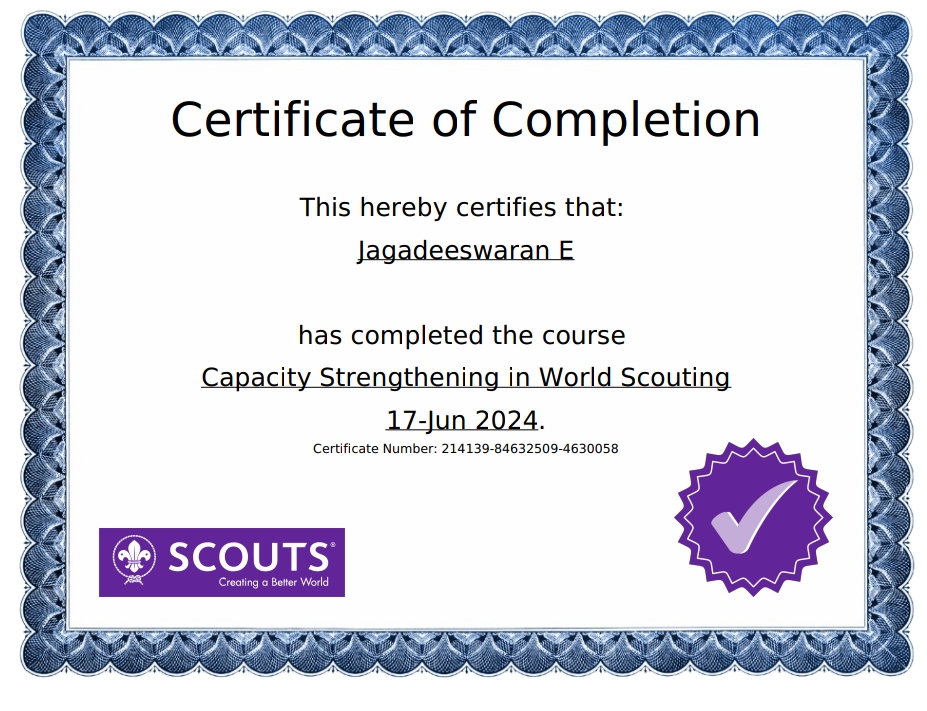 Certificate of Completion
This hereby certifies that:
Jagadeeswaran E
has completed the course
Capacity Strengthening in World Scouting
17-Jun 2024.
Certificate Number: 214139-84632509-4630058
SCOUTS®
Creating a Better World